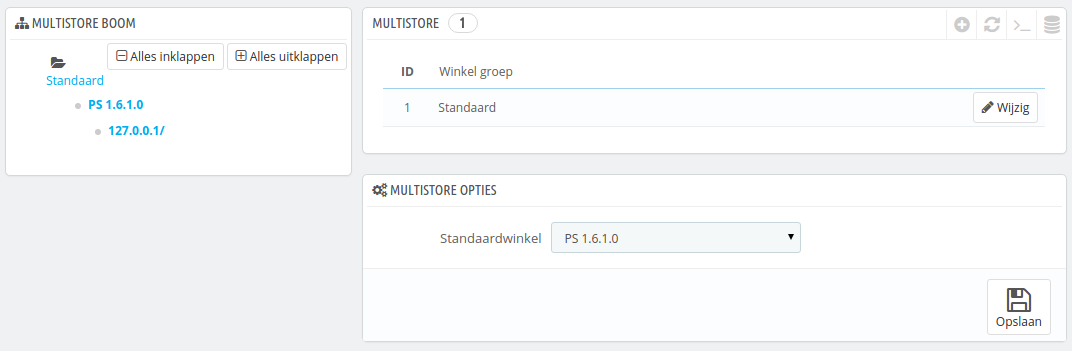 MULTISTORE BOOM
Alles inklappen Alles uitklappen
Standaard
PS 1.6.1.0
127.0.0.1/
MULTISTORE 1
ID Winkel groep
1 Standaard Wijzig
MULTISTORE OPTIES
Standaardwinkel PS 1.6.1.0
Opslaan